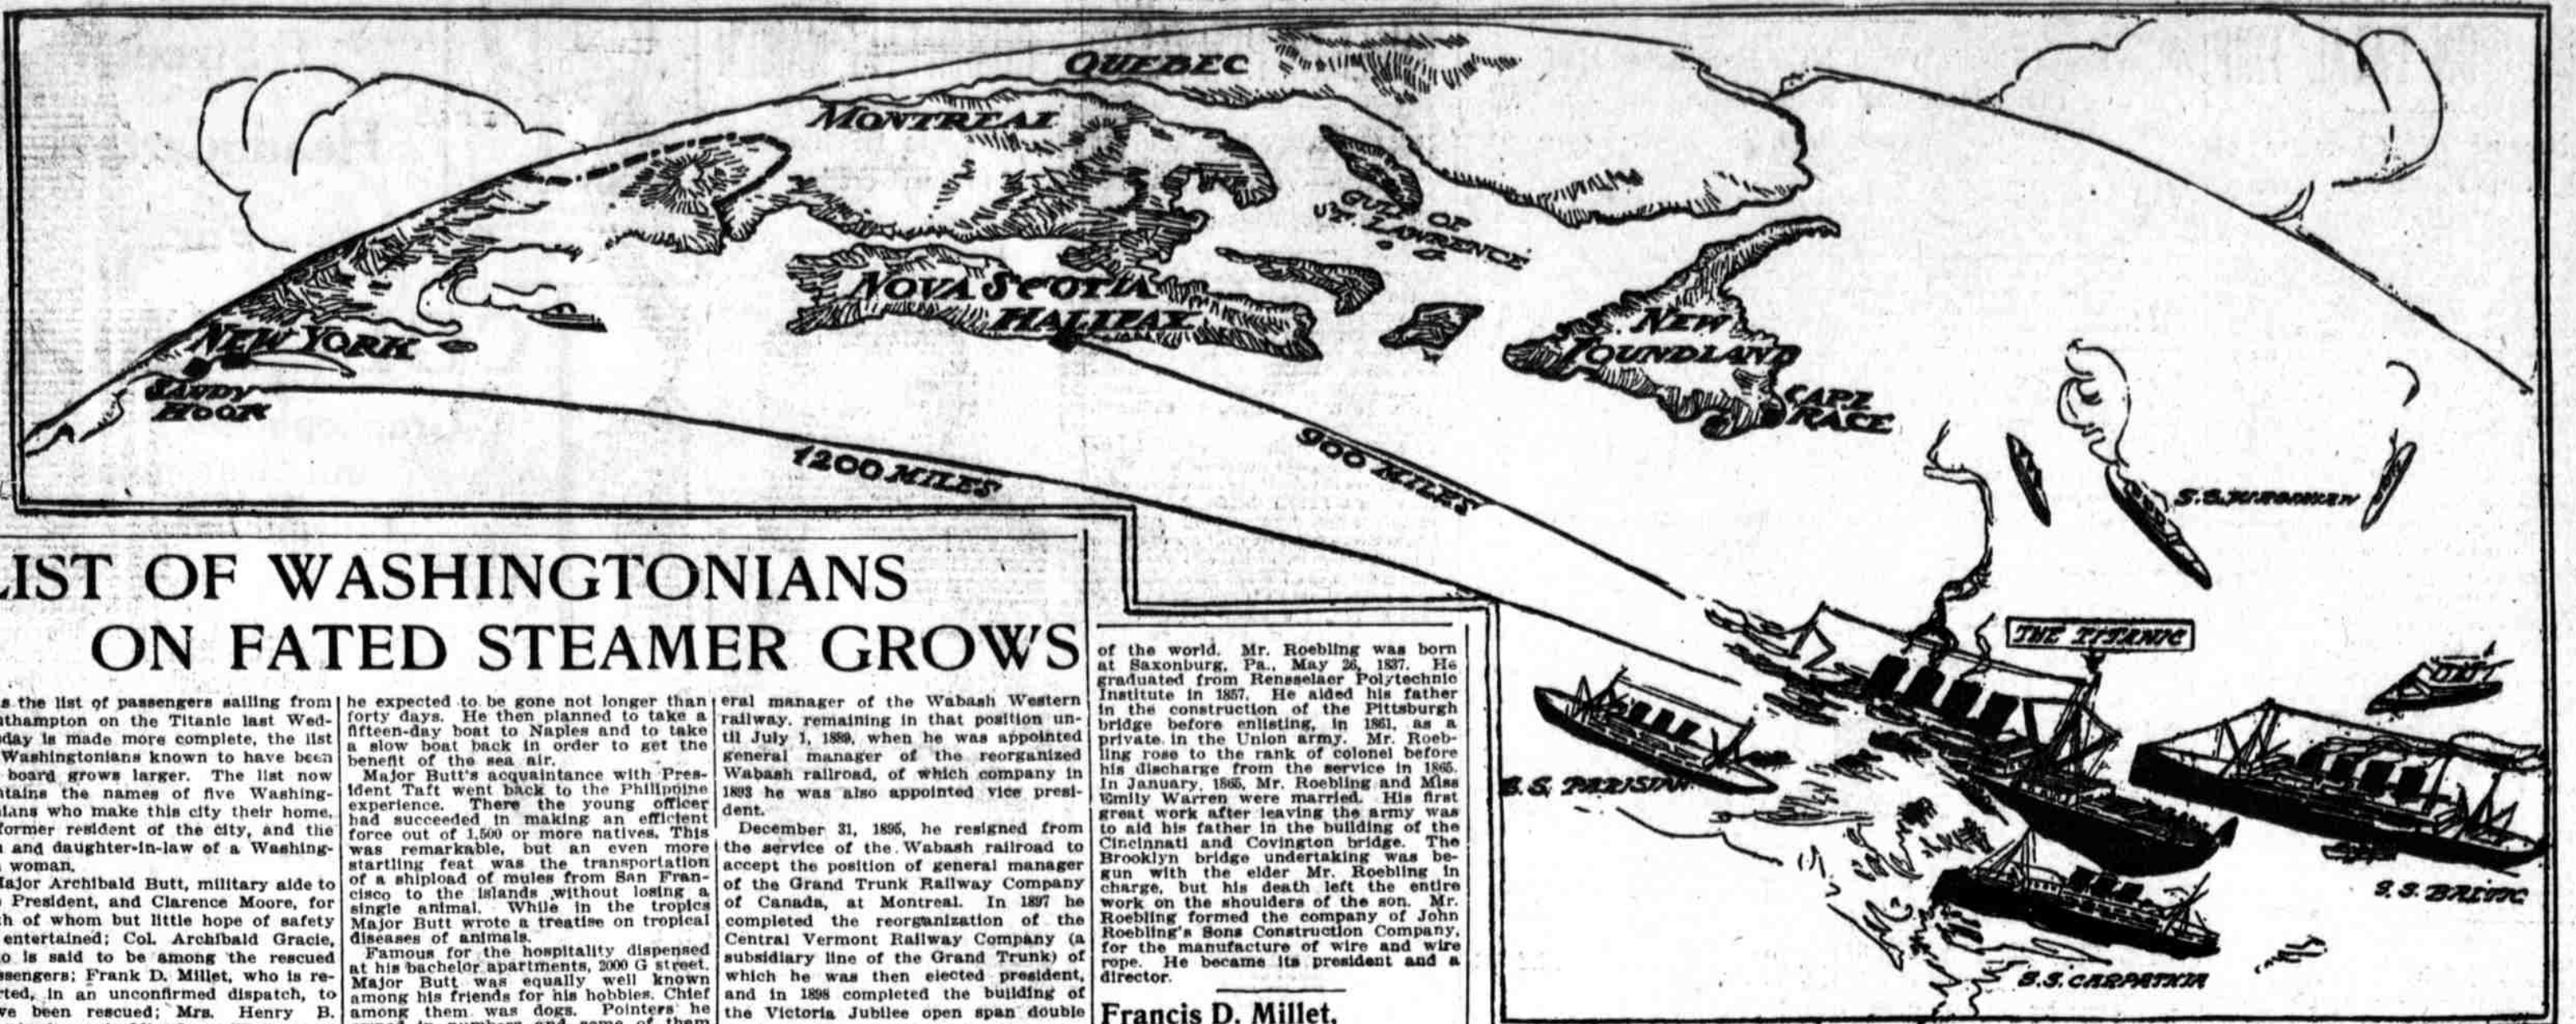 QUEBEC
MONTREAL
GULF OF
ST. LAWRENCE
NOVA SCOTIA
HALIFAX
NEW YORK
SANDY
HOOK
NEW
FOUNDLAND
CAPE
RACE
1200 MILES
900 MILES
S.S. VIRGINIAN
THE TITANIC
S.S. PARISIAN
S.S. BALTIC
S.S. CARPATHIA
LIST OF WASHINGTONIANS
ON FATED STEAMER GROWS
s the list of passengers sailing from
thampton on the Titanic last Wed-
day is made more complete, the list
Washingtonians known to have been
board grows larger. The list now
tains the names of five Washing-
ians who make this city their home,
former resident of the city, and the
and daughter-in-law of a Washing-
woman.
Major Archibald Butt, military aide to
President, and Clarence Moore, for
h of whom but little hope of safety
entertained; Col. Archibald Gracie,
o is said to be among the rescued
ssengers; Frank D. Millet, who is re-
rted, in an unconfirmed dispatch, to
ve been rescued; Mrs. Henry B.
he expected to be gone not longer than
forty days. He then planned to take a
fifteen-day boat to Naples and to take
a slow boat back in order to get the
benefit of the sea air.
Major Butt's acquaintance with Pres-
ident Taft went back to the Philippine
experience. There the young officer
had succeeded in making an efficient
force out of 1,500 or more natives. This
was remarkable, but an even more
startling feat was the transportation
of a shipload of mules from San Fran-
cisco to the islands without losing a
single animal. While in the tropics
Major Butt wrote a treatise on tropical
diseases of animals.
Famous for the hospitality dispensed
at his bachelor apartments, 2000 G street,
Major Butt was equally well known
among his friends for his hobbies. Chief
among them was dogs. Pointers he
owned in numbers and some of them
eral manager of the Wabash Western
railway, remaining in that position un-
til July 1, 1889, when he was appointed
general manager of the reorganized
Wabash railroad, of which company in
1893 he was also appointed vice presi-
dent.
December 31, 1895, he resigned from
the service of the Wabash railroad to
accept the position of general manager
of the Grand Trunk Railway Company
of Canada, at Montreal. In 1897 he
completed the reorganization of the
Central Vermont Railway Company (a
subsidiary line of the Grand Trunk) of
which he was then elected president,
and in 1898 completed the building of
the Victoria Jubilee open span double
of the world. Mr. Roebling was born
at Saxonburg, Pa., May 26, 1837. He
graduated from Rensselaer Polytechnic
Institute in 1857. He aided his father
in the construction of the Pittsburgh
bridge before enlisting, in 1861, as a
private in the Union army. Mr. Roeb-
ling rose to the rank of colonel before
his discharge from the service in 1865.
In January, 1865, Mr. Roebling and Miss
Emily Warren were married. His first
great work after leaving the army was
to aid his father in the building of the
Cincinnati and Covington bridge. The
Brooklyn bridge undertaking was be-
gun with the elder Mr. Roebling in
charge, but his death left the entire
work on the shoulders of the son. Mr.
Roebling formed the company of John
Roebling's Sons Construction Company,
for the manufacture of wire and wire
rope. He became its president and a
director.
Francis D. Millet.